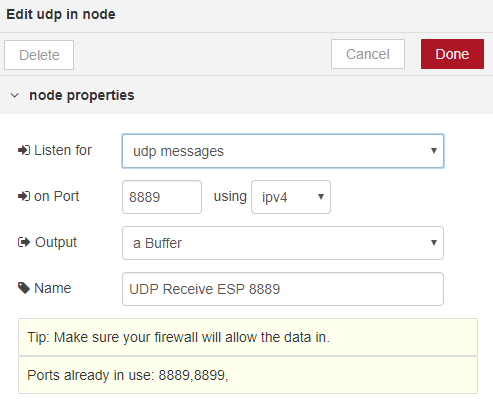 Edit udp in node
Delete Cancel Done
node properties
Listen for udp messages
on Port 8889 using ipv4
Output a Buffer
Name UDP Receive ESP 8889
Tip: Make sure your firewall will allow the data in.
Ports already in use: 8889,8899,